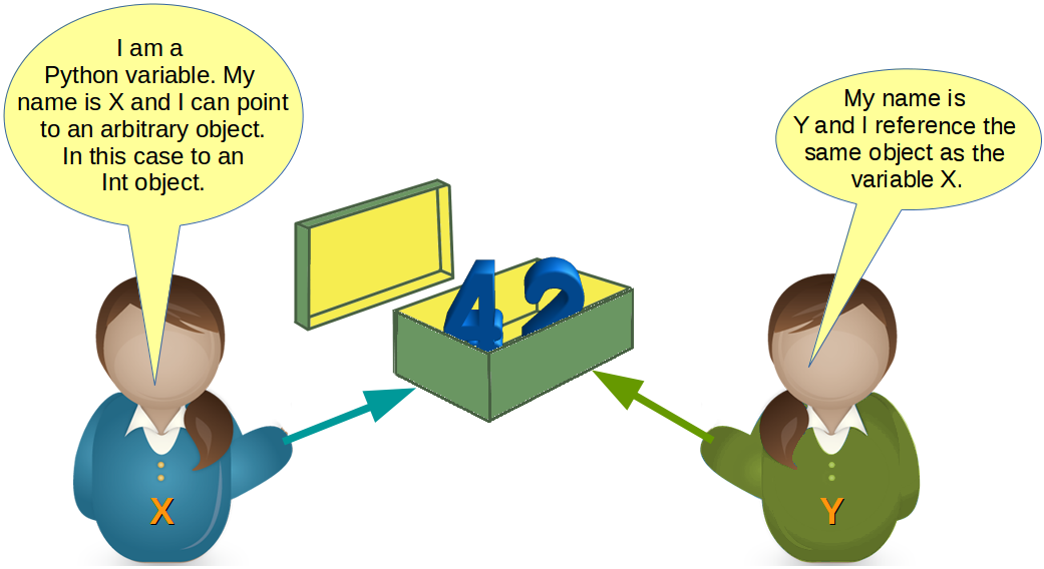 I am a
Python variable. My
name is X and I can point
to an arbitrary object.
In this case to an
Int object.
My name is
Y and I reference the
same object as the
variable X.
42
X
Y